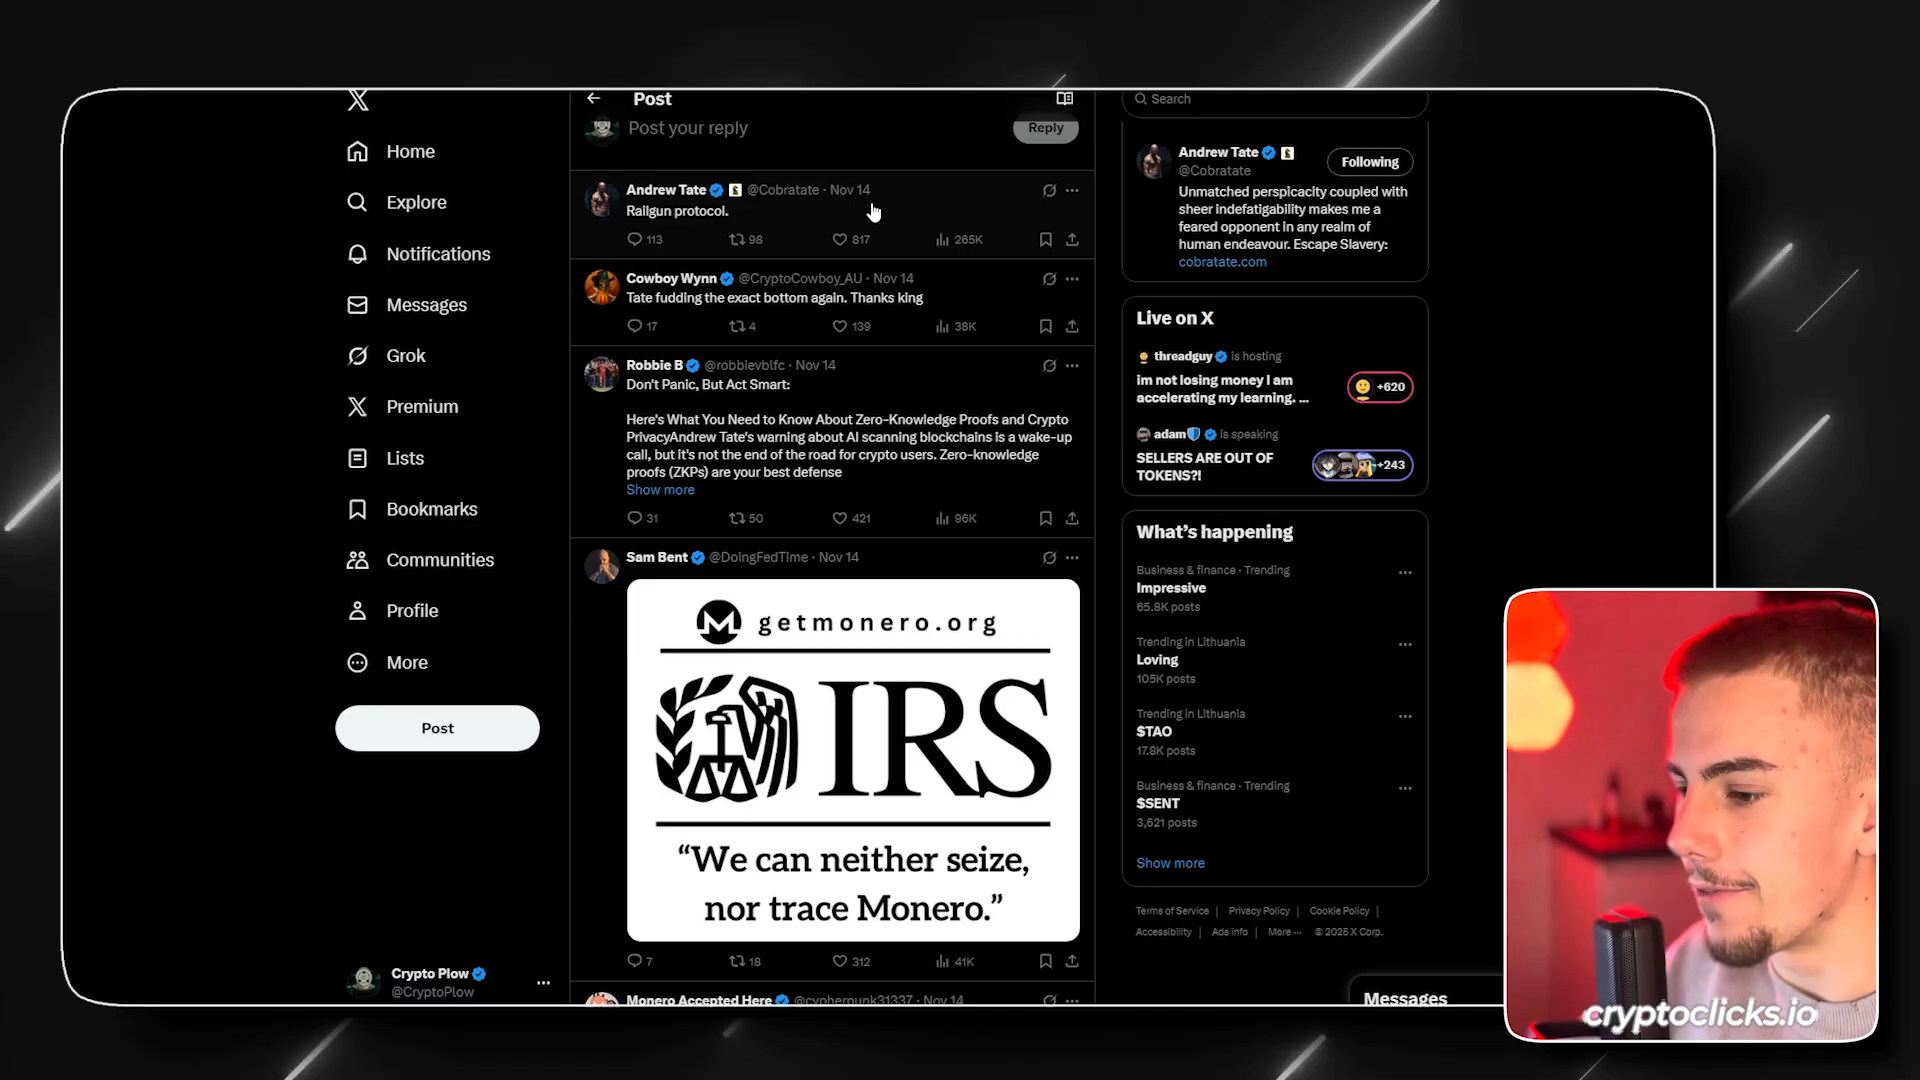 Home
Explore
Notifications
Messages
Grok
Premium
Lists
Bookmarks
Communities
Profile
More
Post
Crypto Plow
@CryptoPlow
Post
Post your reply
Reply
Andrew Tate @Cobratate · Nov 14
Railgun protocol.
113 98 817 265K
Cowboy Wynn @CryptoCowboy_AU · Nov 14
Tate fudding the exact bottom again. Thanks king
17 4 139 38K
Robbie B @robbievblfc · Nov 14
Don't Panic, But Act Smart:
Here's What You Need to Know About Zero-Knowledge Proofs and Crypto
PrivacyAndrew Tate's warning about AI scanning blockchains is a wake-up
call, but it's not the end of the road for crypto users. Zero-knowledge
proofs (ZKPs) are your best defense
Show more
31 50 421 96K
Sam Bent @DoingFedTime · Nov 14
getmonero.org
IRS
“We can neither seize,
nor trace Monero.”
7 18 312 41K
Monero Accepted Here @cypherpunk31337 · Nov 14
Search
Andrew Tate
@Cobratate
Following
Unmatched perspicacity coupled with
sheer indefatigability makes me a
feared opponent in any realm of
human endeavour. Escape Slavery:
cobratate.com
Live on X
threadguy is hosting
im not losing money I am
accelerating my learning. ...
+620
adam is speaking
SELLERS ARE OUT OF
TOKENS?!
+243
What's happening
Business & finance · Trending
Impressive
65.8K posts
Trending in Lithuania
Loving
105K posts
Trending in Lithuania
$TAO
17.8K posts
Business & finance · Trending
$SENT
3,621 posts
Show more
Terms of Service | Privacy Policy | Cookie Policy |
Accessibility | Ads info | More ··· © 2025 X Corp.
Messages
cryptoclicks.io